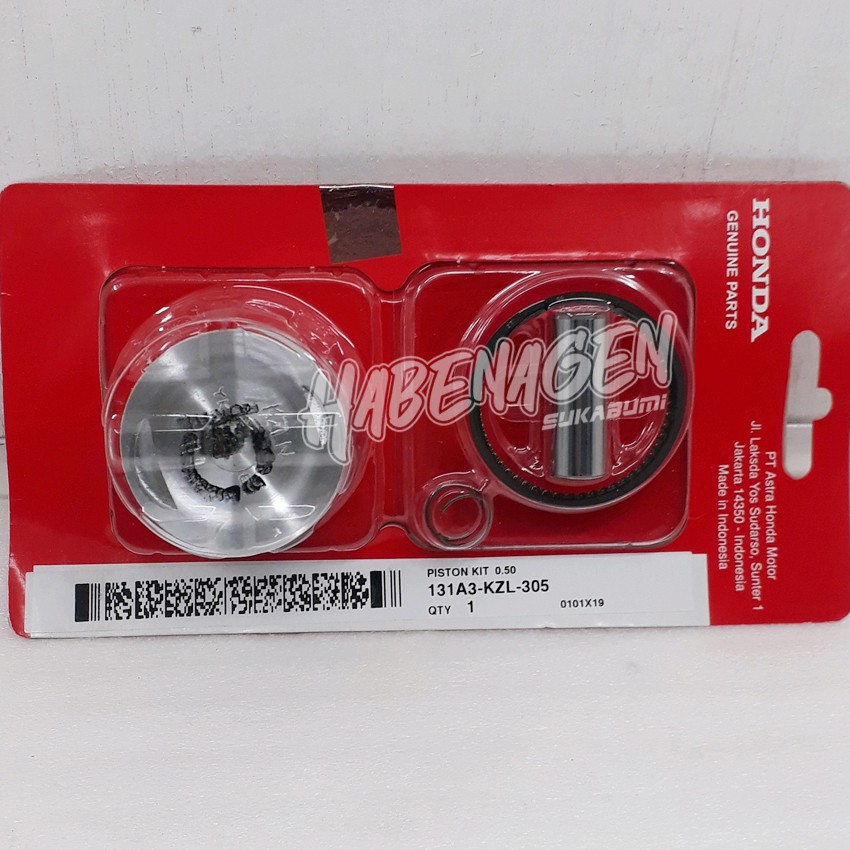 HONDA
GENUINE PARTS
PT Astra Honda Motor
Jl. Laksda Yos Sudarso, Sunter 1
Jakarta 14350 - Indonesia
Made in Indonesia
HABENAGEN
SUKABUMI
PISTON KIT 0.50
131A3-KZL-305
QTY 1
0101X19